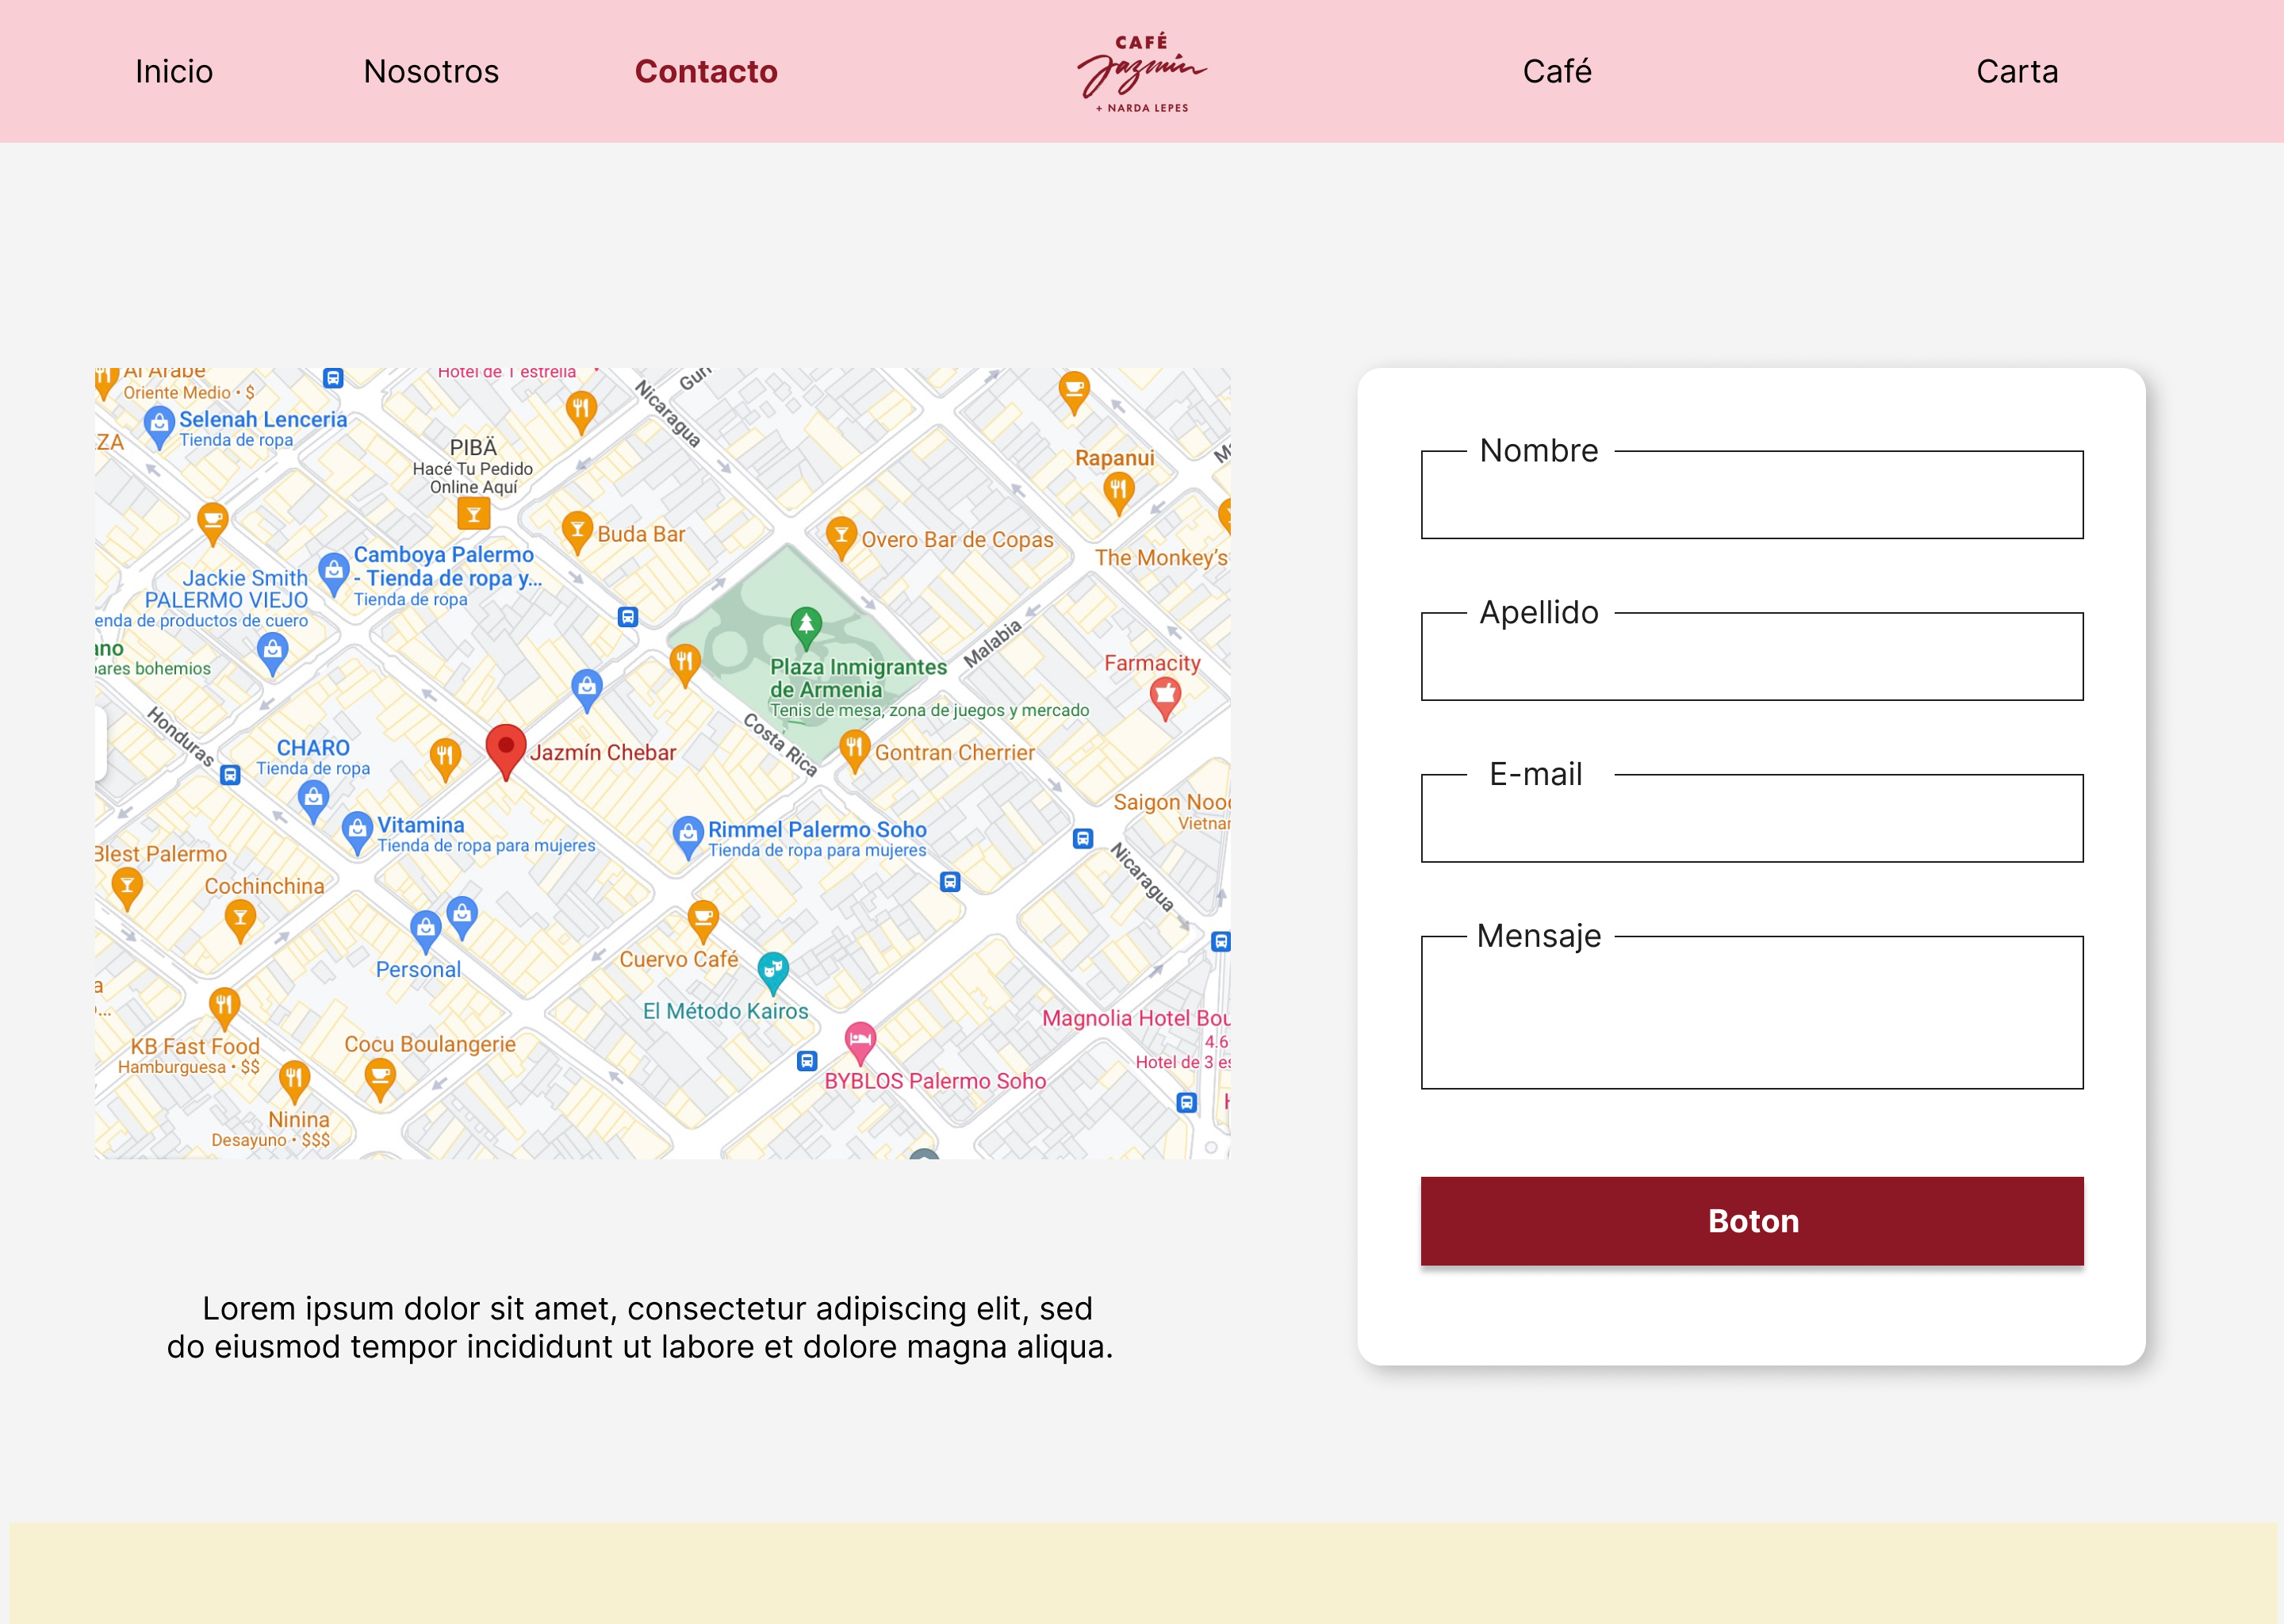 Inicio
Nosotros
Contacto
CAFÉ
Jazmín
+ NARDA LEPES
Café
Carta
Al Arabe
Oriente Medio • $
Selenah Lenceria
Tienda de ropa
ZA
Hotel de 1 estrella
PIBÄ
Hacé Tu Pedido
Online Aquí
Nicaragua
Rapanui
Buda Bar
Overo Bar de Copas
The Monkey's
Camboya Palermo
- Tienda de ropa y...
Tienda de ropa
Jackie Smith
PALERMO VIEJO
enda de productos de cuero
ano
ares bohemios
Plaza Inmigrantes
de Armenia
Tenis de mesa, zona de juegos y mercado
Malabia
Farmacity
Honduras
CHARO
Tienda de ropa
Jazmín Chebar
Costa Rica
Gontran Cherrier
Vitamina
Tienda de ropa para mujeres
Rimmel Palermo Soho
Tienda de ropa para mujeres
Saigon Nood
Vietnar
Nicaragua
Blest Palermo
Cochinchina
Personal
Cuervo Café
El Método Kairos
a
...
KB Fast Food
Hamburguesa • $$
Cocu Boulangerie
Magnolia Hotel Bou
4.6
Hotel de 3 es
BYBLOS Palermo Soho
Ninina
Desayuno • $$$
Lorem ipsum dolor sit amet, consectetur adipiscing elit, sed
do eiusmod tempor incididunt ut labore et dolore magna aliqua.
Nombre
Apellido
E-mail
Mensaje
Boton